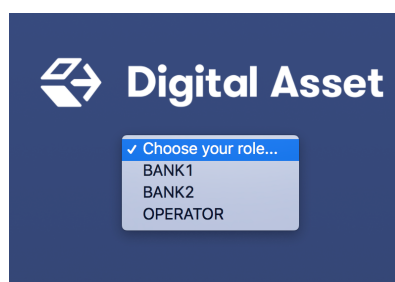 Digital Asset
✓ Choose your role...
BANK1
BANK2
OPERATOR